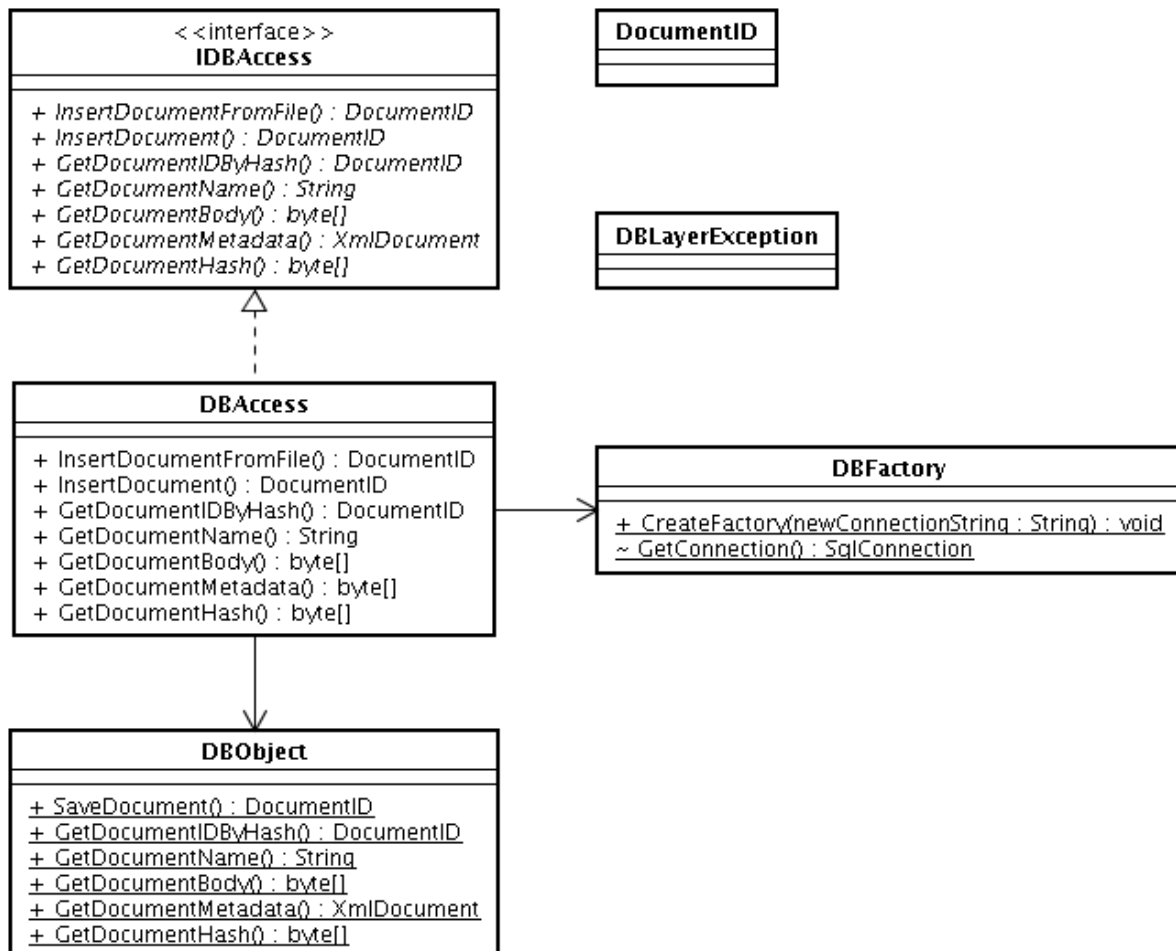 < <interface> >
IDBAccess
+ InsertDocumentFromFile() : DocumentID
+ InsertDocument() : DocumentID
+ GetDocumentIDByHash() : DocumentID
+ GetDocumentName() : String
+ GetDocumentBody() : byte[]
+ GetDocumentMetadata() : XmlDocument
+ GetDocumentHash() : byte[]
DocumentID
DBLayerException
DBAccess
+ InsertDocumentFromFile() : DocumentID
+ InsertDocument() : DocumentID
+ GetDocumentIDByHash() : DocumentID
+ GetDocumentName() : String
+ GetDocumentBody() : byte[]
+ GetDocumentMetadata() : byte[]
+ GetDocumentHash() : byte[]
DBFactory
+ CreateFactory(newConnectionString : String) : void
~ GetConnection() : SqlConnection
DBObject
+ SaveDocument() : DocumentID
+ GetDocumentIDByHash() : DocumentID
+ GetDocumentName() : String
+ GetDocumentBody() : byte[]
+ GetDocumentMetadata() : XmlDocument
+ GetDocumentHash() : byte[]